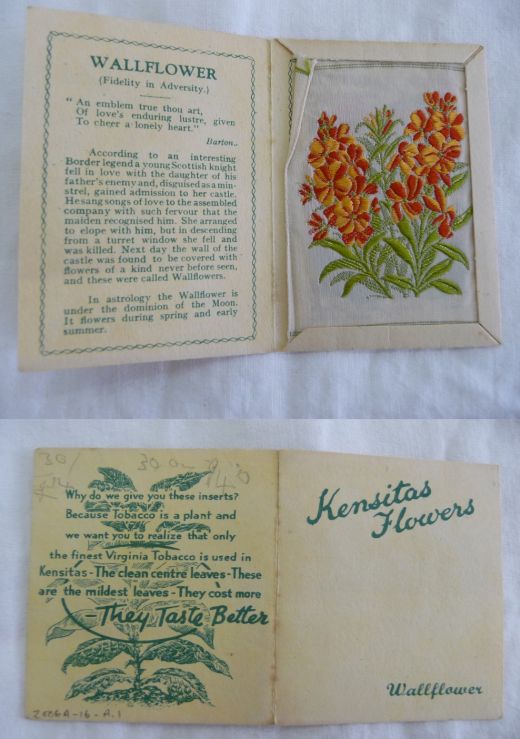 WALLFLOWER
(Fidelity in Adversity.)
"An emblem true thou art,
Of love's enduring lustre, given
To cheer a lonely heart."
Barton.
According to an interesting
Border legend a young Scottish knight
fell in love with the daughter of his
father's enemy and, disguised as a min-
strel, gained admission to her castle.
He sang songs of love to the assembled
company with such fervour that the
maiden recognised him. She arranged
to elope with him, but in descending
from a turret window she fell and
was killed. Next day the wall of the
castle was found to be covered with
flowers of a kind never before seen,
and these were called Wallflowers.
In astrology the Wallflower is
under the dominion of the Moon.
It flowers during spring and early
summer.
30/
30
Why do we give you these inserts?
Because Tobacco is a plant and
we want you to realize that only
the finest Virginia Tobacco is used in
Kensitas - The clean centre leaves - These
are the mildest leaves - They cost more
- They Taste Better
2006A-16-A.1
Kensitas
Flowers
Wallflower